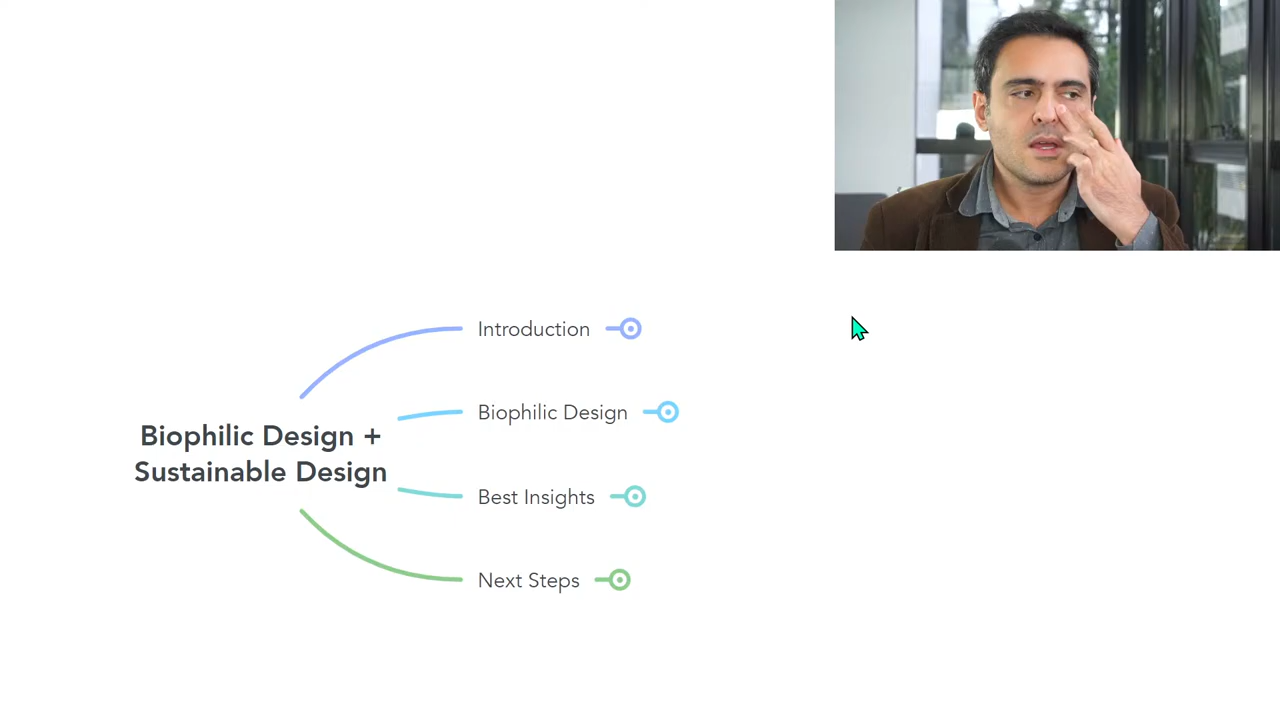 Introduction
Biophilic Design
Biophilic Design +
Sustainable Design
Best Insights
Next Steps